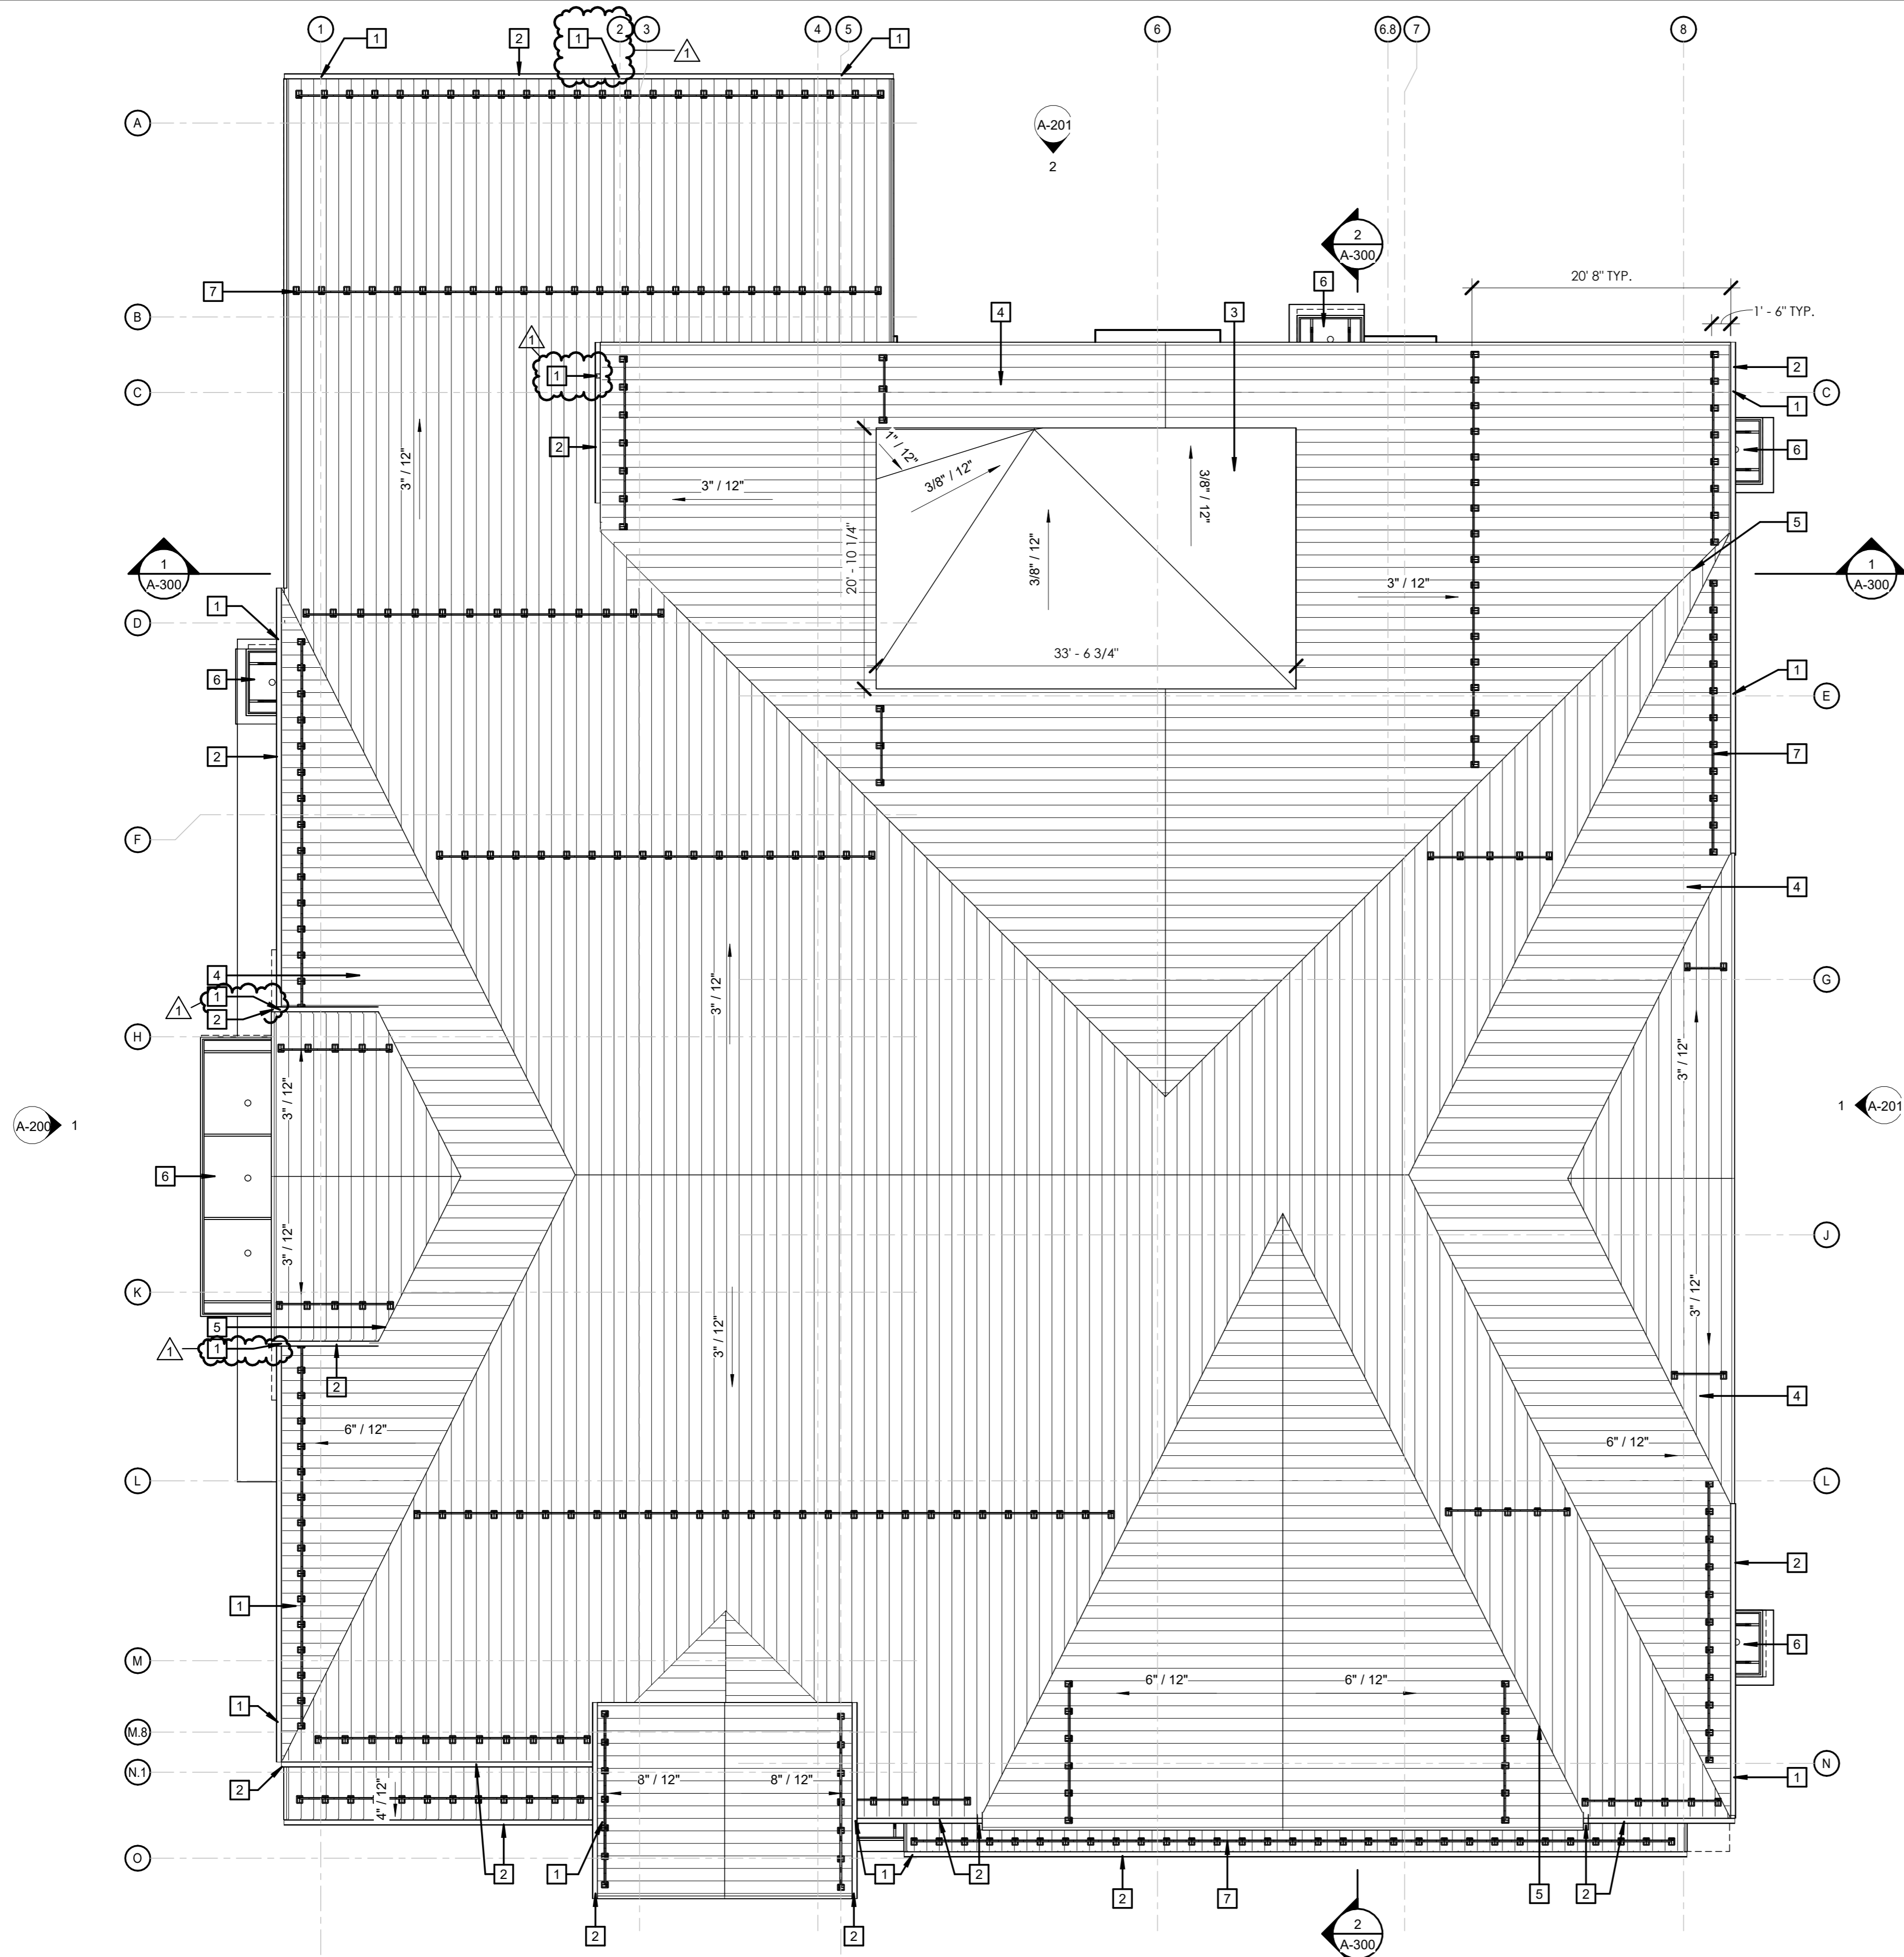 1
2
3
4
5
6
6.8
7
8
1
2
1
1
1
A
A-201
2
2
A-300
20' 8" TYP.
1' - 6" TYP.
7
6
4
3
B
1
1
2
C
C
1
2
1" / 12"
3/8" / 12"
3" / 12"
3" / 12"
3/8" / 12"
6
5
20' - 10 1/4"
3/8" / 12"
3" / 12"
1
A-300
1
A-300
1
D
33' - 6 3/4"
6
1
E
2
7
F
4
4
3" / 12"
G
1
1
2
H
3" / 12"
3" / 12"
A-200
1
1
A-201
6
J
3" / 12"
K
3" / 12"
3" / 12"
5
1
1
2
4
6" / 12"
6" / 12"
L
L
2
1
6
M
6" / 12"
6" / 12"
1
M.8
N.1
N
2
4" / 12"
8" / 12"
8" / 12"
1
O
2
1
1
2
2
7
5
2
2
2
2
A-300